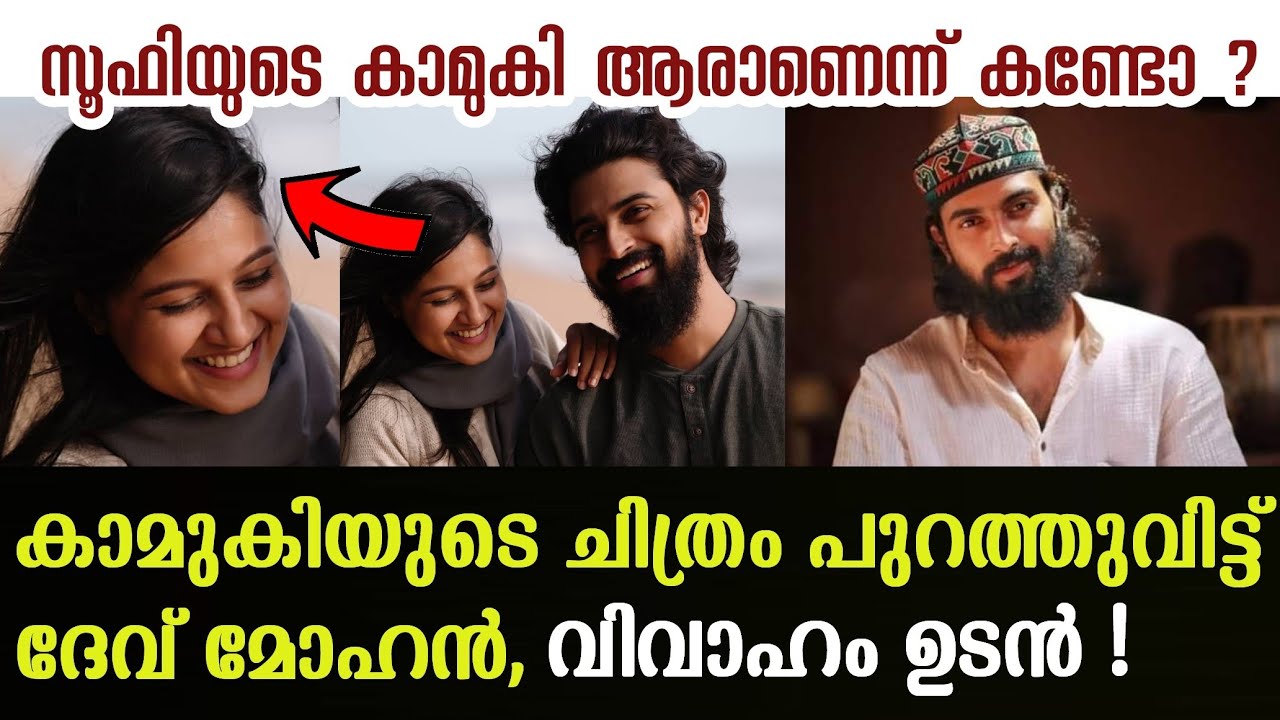 സൂഫിയുടെ കാമുകി ആരാണെന്ന് കണ്ടോ ?
കാമുകിയുടെ ചിത്രം പുറത്തുവിട്ട്
ദേവ് മോഹൻ, വിവാഹം ഉടൻ !